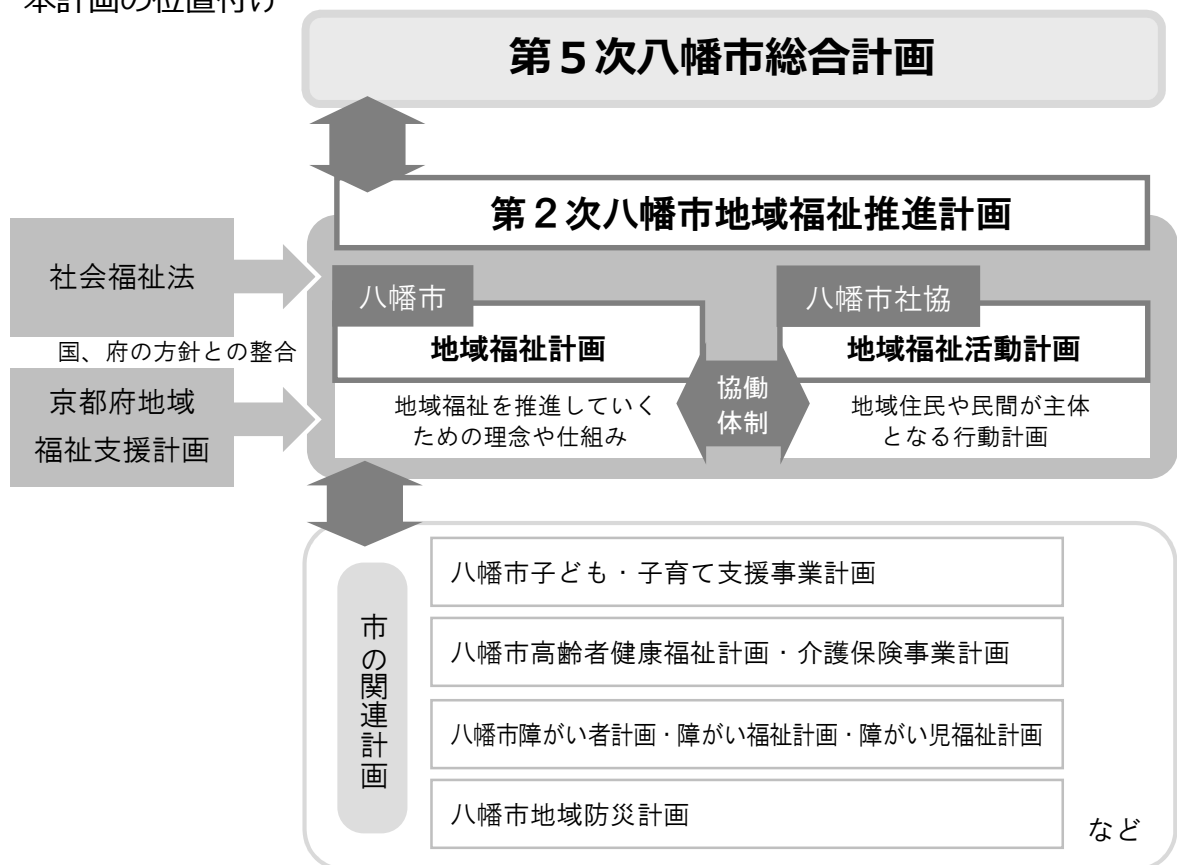 本計画の位置付け
第５次八幡市総合計画
第２次八幡市地域福祉推進計画
社会福祉法
国、府の方針との整合
京都府地域
福祉支援計画
八幡市
地域福祉計画
地域福祉を推進していく
ための理念や仕組み
協働
体制
八幡市社協
地域福祉活動計画
地域住民や民間が主体
となる行動計画
市の関連計画
八幡市子ども・子育て支援事業計画
八幡市高齢者健康福祉計画・介護保険事業計画
八幡市障がい者計画・障がい福祉計画・障がい児福祉計画
八幡市地域防災計画
など